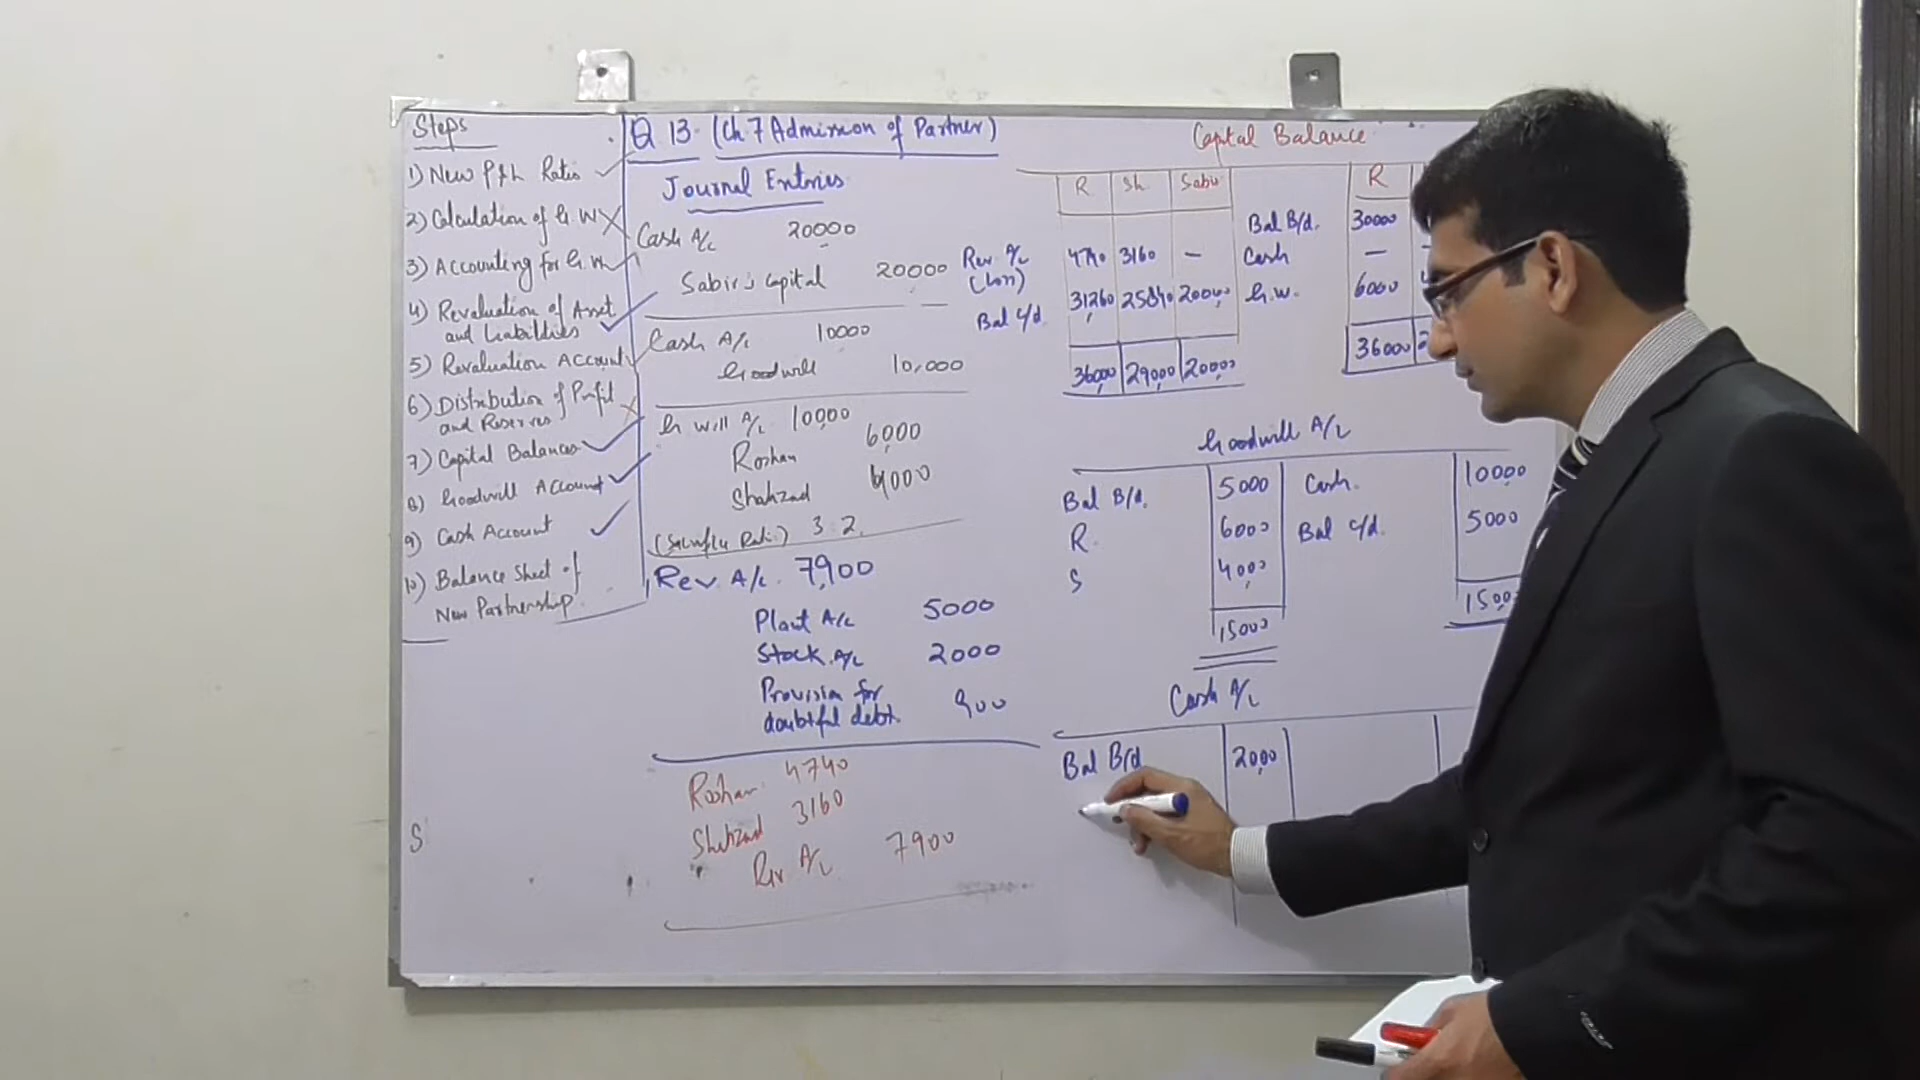 Steps
1) New P&L Ratio
2) Calculation of G W
3) Accounting for G.W
4) Revaluation of Asset
and Liabilities
5) Revaluation Account
6) Distribution of Profit
and Reserves
7) Capital Balances
8) Goodwill Account
9) Cash Account
10) Balance Sheet of
New Partnership
S
Q 13. (Ch 7 Admission of Partner)
Journal Entries
Cash A/c 20000
Sabir's Capital 20000
Cash A/c 10000
Goodwill 10,000
G will A/c 10000
Roshan 6000
Shahzad 4000
(Sacrifice Ratio) 3:2
Rev A/c 7900
Plant A/c 5000
Stock A/c 2000
Provision for
doubtful debt. 900
Roshan 4740
Shahzad 3160
Rev A/c 7900
Capital Balance
R Sh Sabir R
Bal B/d. 30000
Rev A/c 4740 3160 — Cash —
(Loss)
Bal C/d 31260 25840 20000 G.W. 6000
36000 29000 20000 36000 2
Goodwill A/c
Bal B/d. 5000 Cash. 10000
R. 6000 Bal C/d. 5000
S 4000
15000 1500
Cash A/c
Bal B/d 2000